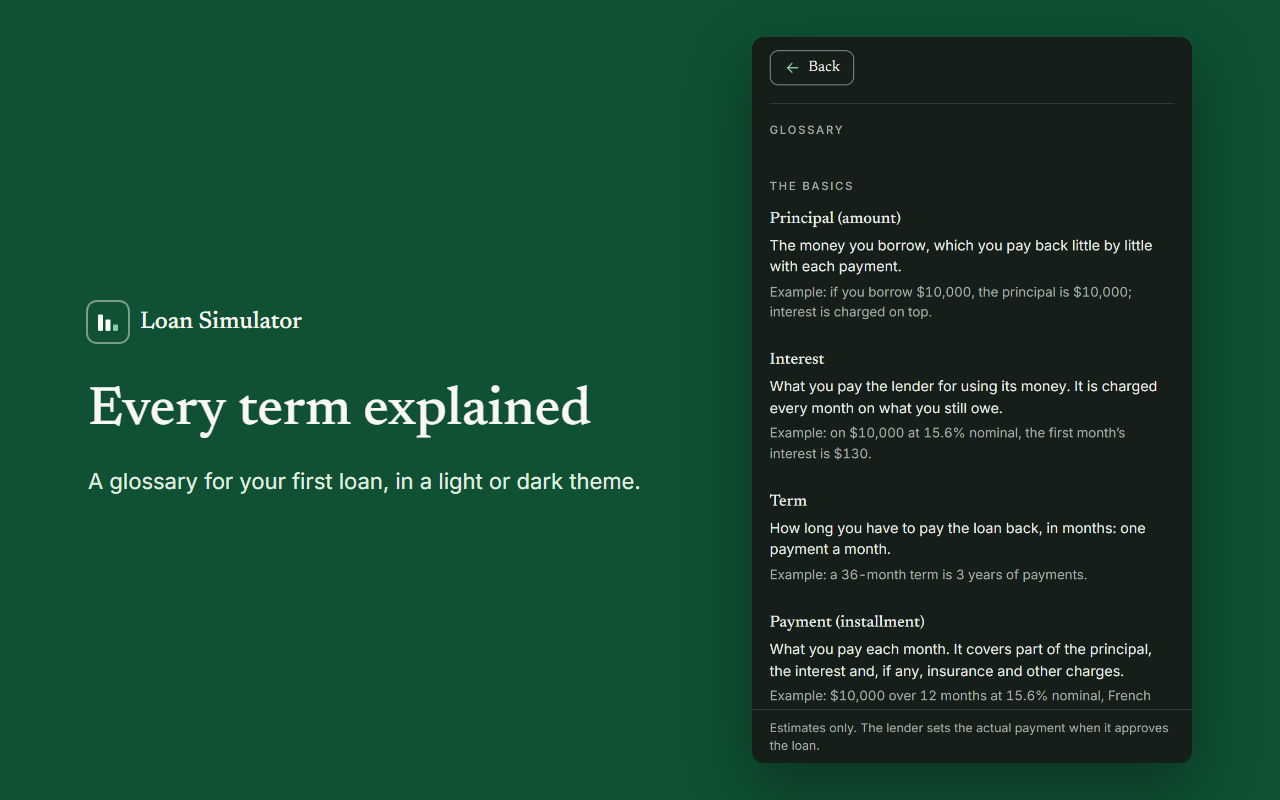 Loan Simulator
Every term explained
A glossary for your first loan, in a light or dark theme.
← Back
GLOSSARY
THE BASICS
Principal (amount)
The money you borrow, which you pay back little by little
with each payment.
Example: if you borrow $10,000, the principal is $10,000;
interest is charged on top.
Interest
What you pay the lender for using its money. It is charged
every month on what you still owe.
Example: on $10,000 at 15.6% nominal, the first month’s
interest is $130.
Term
How long you have to pay the loan back, in months: one
payment a month.
Example: a 36-month term is 3 years of payments.
Payment (installment)
What you pay each month. It covers part of the principal,
the interest and, if any, insurance and other charges.
Example: $10,000 over 12 months at 15.6% nominal, French
Estimates only. The lender sets the actual payment when it approves
the loan.